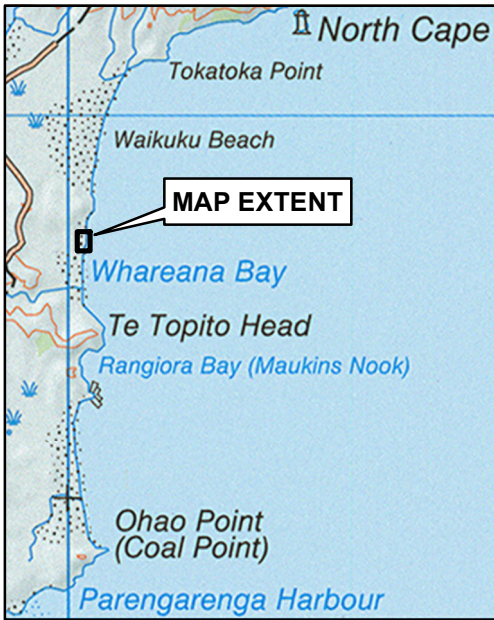 North Cape
Tokatoka Point
Waikuku Beach
MAP EXTENT
Whareana Bay
Te Topito Head
Rangiora Bay (Maukins Nook)
Ohao Point
(Coal Point)
Parengarenga Harbour